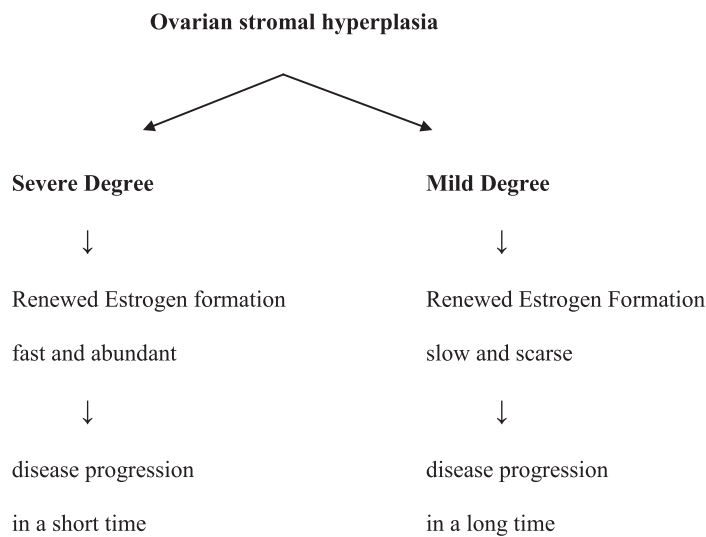 Ovarian stromal hyperplasia
Severe Degree
↓
Renewed Estrogen formation
fast and abundant
↓
disease progression
in a short time
Mild Degree
↓
Renewed Estrogen Formation
slow and scarse
↓
disease progression
in a long time